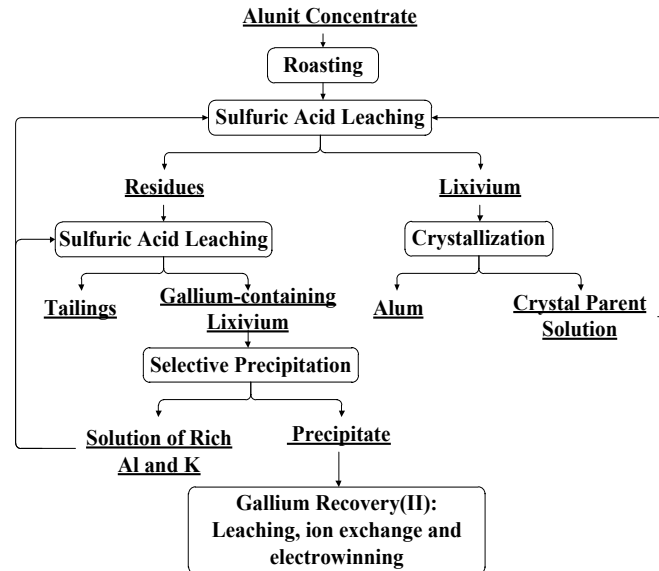 Alunit Concentrate
Roasting
Sulfuric Acid Leaching
Residues
Lixivium
Sulfuric Acid Leaching
Crystallization
Tailings
Gallium-containing
Lixivium
Alum
Crystal Parent
Solution
Selective Precipitation
Solution of Rich
Al and K
Precipitate
Gallium Recovery(II):
Leaching, ion exchange and
electrowinning